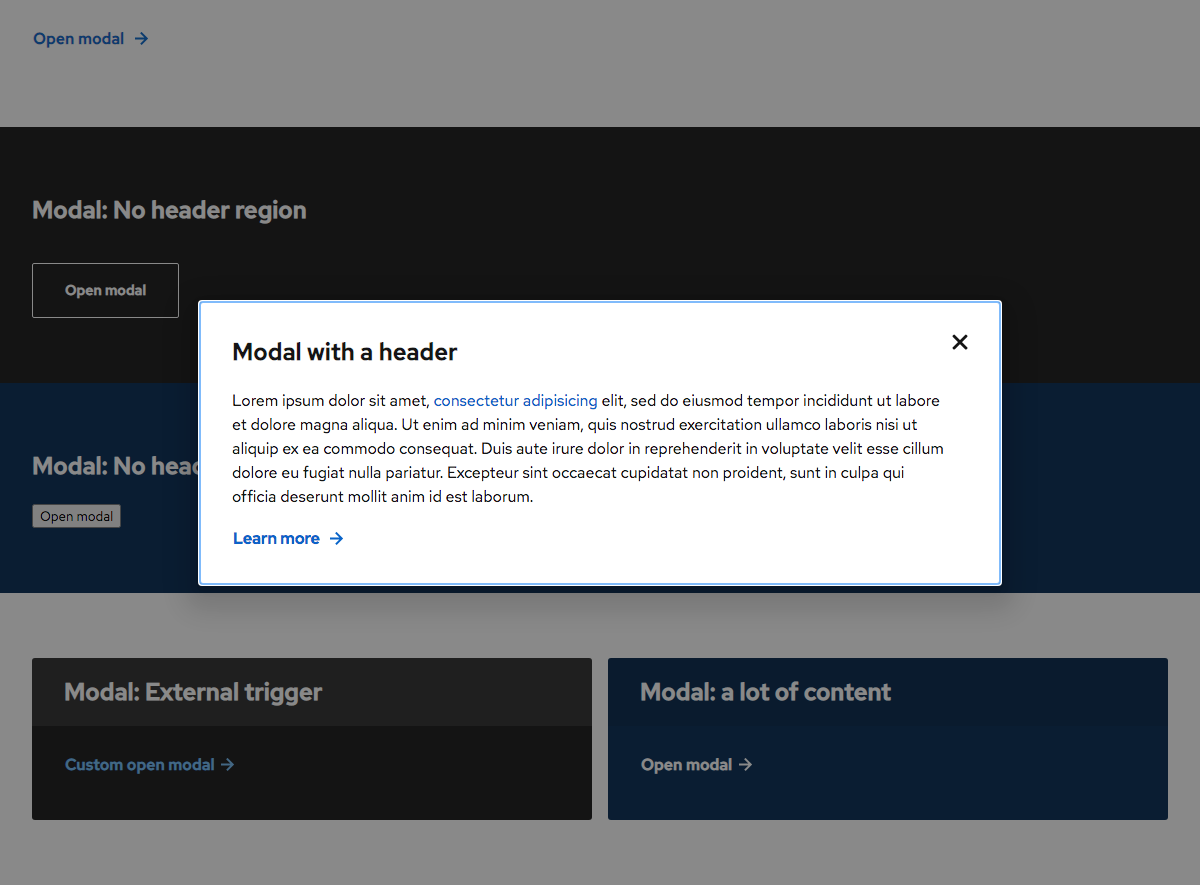 Open modal
Modal: No header region
Open modal
Modal with a header
Lorem ipsum dolor sit amet, consectetur adipisicing elit, sed do eiusmod tempor incididunt ut labore
et dolore magna aliqua. Ut enim ad minim veniam, quis nostrud exercitation ullamco laboris nisi ut
aliquip ex ea commodo consequat. Duis aute irure dolor in reprehenderit in voluptate velit esse cillum
dolore eu fugiat nulla pariatur. Excepteur sint occaecat cupidatat non proident, sunt in culpa qui
officia deserunt mollit anim id est laborum.
Learn more
Modal: No
Open modal
Modal: External trigger
Custom open modal
Modal: a lot of content
Open modal